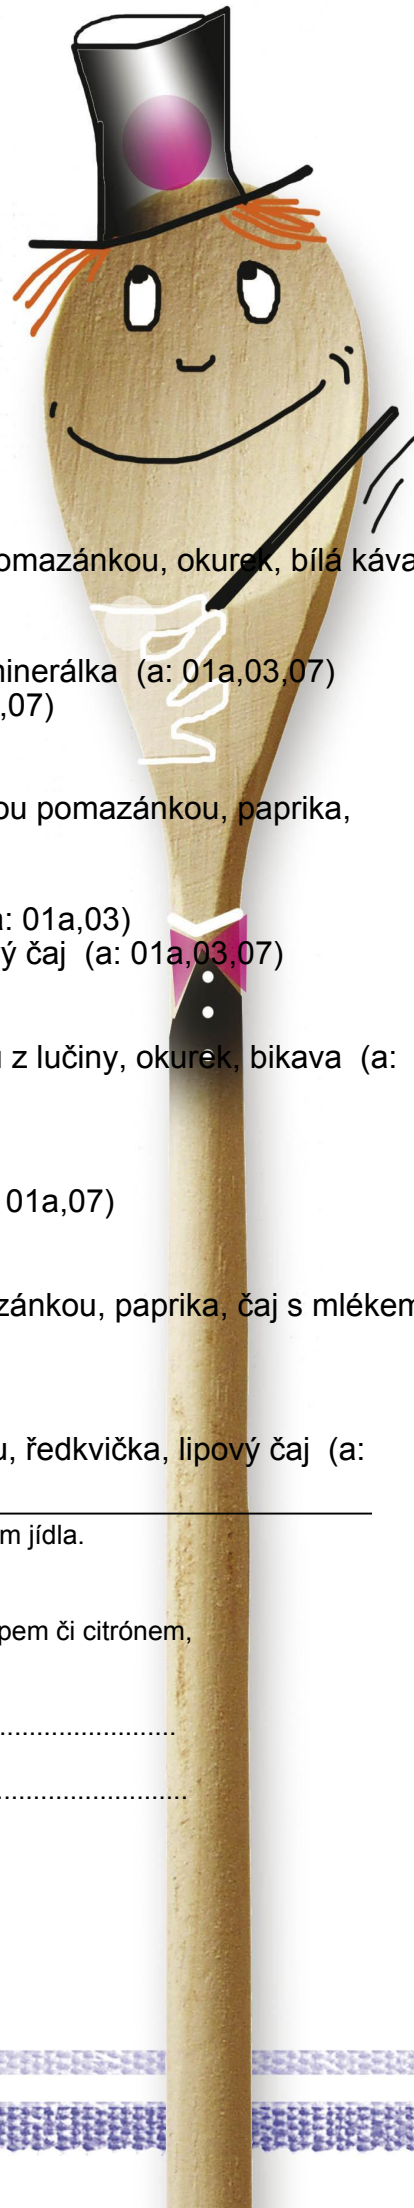 omazánkou, okurek, bílá káva
minerálka (a: 01a,03,07)
,07)
ou pomazánkou, paprika,
a: 01a,03)
ý čaj (a: 01a,03,07)
u z lučiny, okurek, bikava (a:
01a,07)
zánkou, paprika, čaj s mlékem
u, ředkvička, lipový čaj (a:
m jídla.
pem či citrónem,
........................................
..........................................